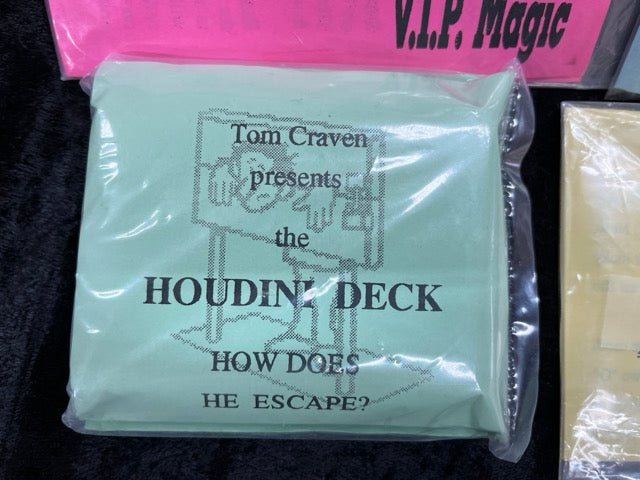 V.I.P. Magic
Tom Craven
presents
the
HOUDINI DECK
HOW DOES
HE ESCAPE?